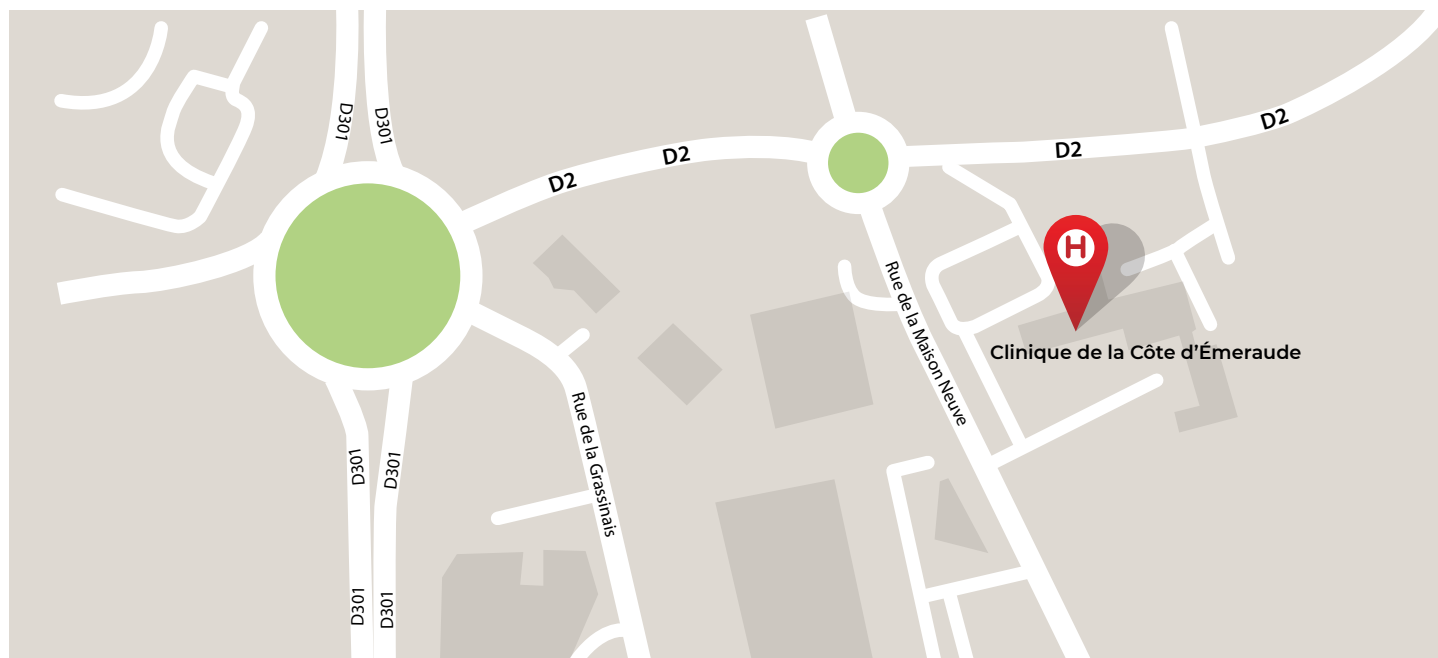 D301
D301
D2
D2
D2
D2
H
Rue de la Maison Neuve
Clinique de la Côte d'Émeraude
Rue de la Grassinais
D301
D301
D301
D301